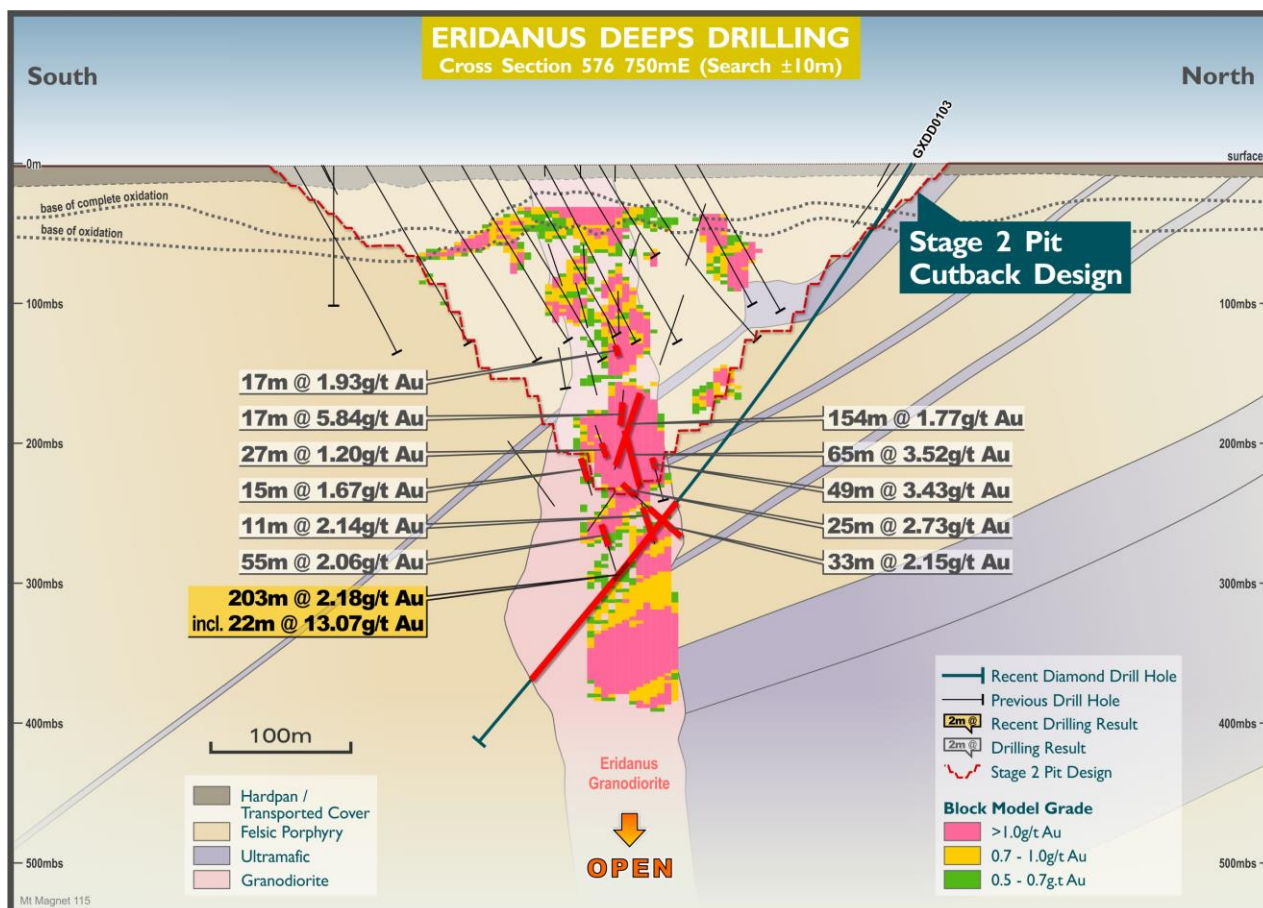 ERIDANUS DEEPS DRILLING
Cross Section 576 750mE (Search ±10m)
South
North
GXDD0103
0m
surface
base of complete oxidation
base of oxidation
Stage 2 Pit
Cutback Design
100mbs
100mbs
17m @ 1.93g/t Au
17m @ 5.84g/t Au
154m @ 1.77g/t Au
200mbs
200mbs
27m @ 1.20g/t Au
65m @ 3.52g/t Au
15m @ 1.67g/t Au
49m @ 3.43g/t Au
11m @ 2.14g/t Au
25m @ 2.73g/t Au
55m @ 2.06g/t Au
33m @ 2.15g/t Au
300mbs
300mbs
203m @ 2.18g/t Au
incl. 22m @ 13.07g/t Au
400mbs
400mbs
100m
Eridanus
Granodiorite
OPEN
Hardpan /
Transported Cover
Felsic Porphyry
Ultramafic
Granodiorite
Recent Diamond Drill Hole
Previous Drill Hole
2m @ Recent Drilling Result
2m @ Drilling Result
Stage 2 Pit Design
Block Model Grade
>1.0g/t Au
0.7 - 1.0g/t Au
0.5 - 0.7g.t Au
500mbs
500mbs
Mt Magnet 115